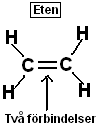 Eten
H H
C=C
H H
Två förbindelser